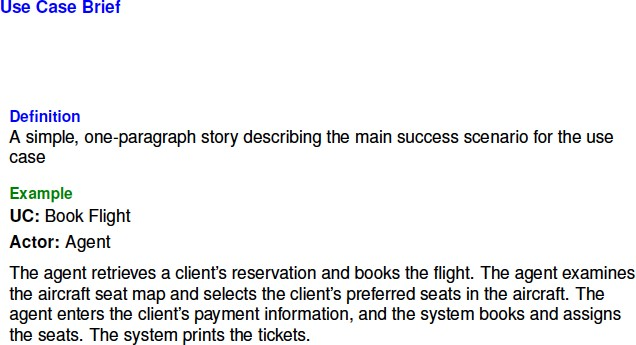 Use Case Brief
Definition
A simple, one-paragraph story describing the main success scenario for the use
case
Example
UC: Book Flight
Actor: Agent
The agent retrieves a client's reservation and books the flight. The agent examines
the aircraft seat map and selects the client's preferred seats in the aircraft. The
agent enters the client's payment information, and the system books and assigns
the seats. The system prints the tickets.